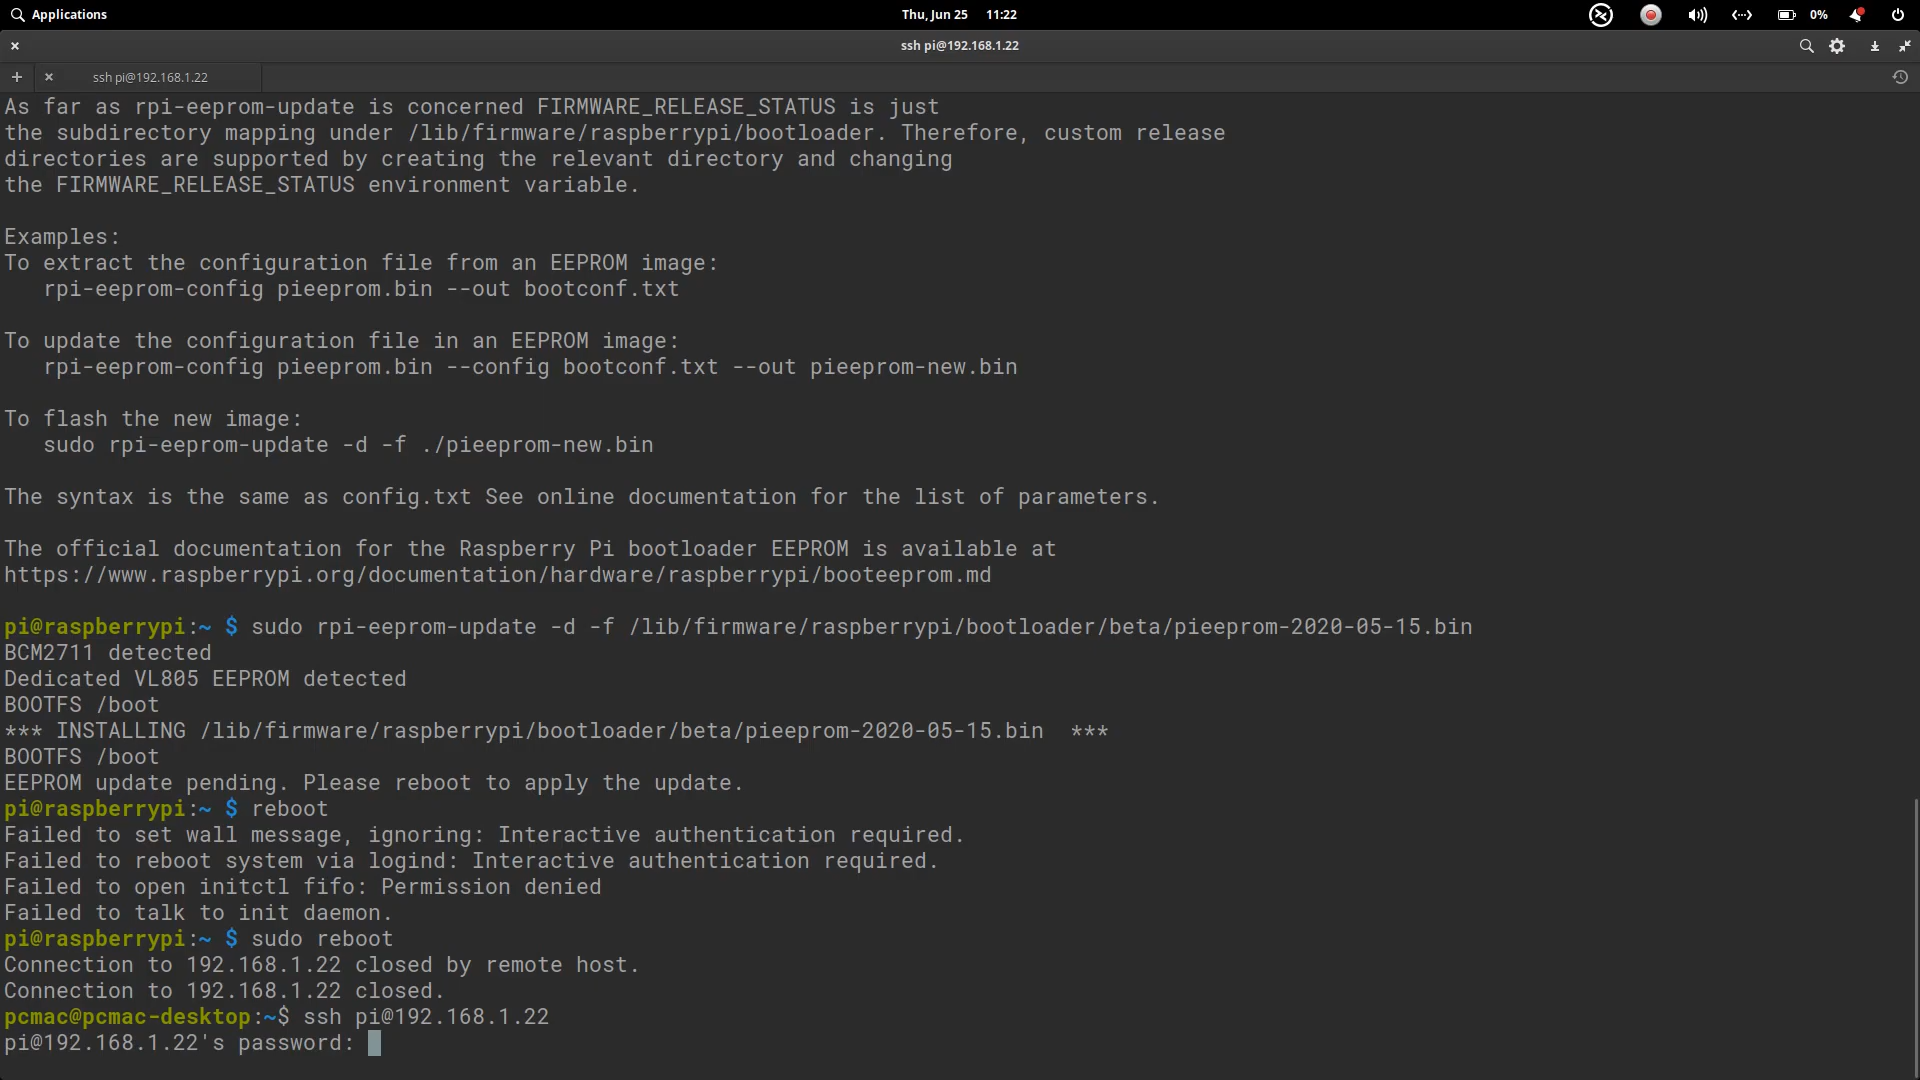 Applications
Thu, Jun 25 11:22
0%
ssh pi@192.168.1.22
ssh pi@192.168.1.22
As far as rpi-eeprom-update is concerned FIRMWARE_RELEASE_STATUS is just
the subdirectory mapping under /lib/firmware/raspberrypi/bootloader. Therefore, custom release
directories are supported by creating the relevant directory and changing
the FIRMWARE_RELEASE_STATUS environment variable.
Examples:
To extract the configuration file from an EEPROM image:
rpi-eeprom-config pieeprom.bin --out bootconf.txt
To update the configuration file in an EEPROM image:
rpi-eeprom-config pieeprom.bin --config bootconf.txt --out pieeprom-new.bin
To flash the new image:
sudo rpi-eeprom-update -d -f ./pieeprom-new.bin
The syntax is the same as config.txt See online documentation for the list of parameters.
The official documentation for the Raspberry Pi bootloader EEPROM is available at
https://www.raspberrypi.org/documentation/hardware/raspberrypi/booteeprom.md
pi@raspberrypi:~ $ sudo rpi-eeprom-update -d -f /lib/firmware/raspberrypi/bootloader/beta/pieeprom-2020-05-15.bin
BCM2711 detected
Dedicated VL805 EEPROM detected
BOOTFS /boot
*** INSTALLING /lib/firmware/raspberrypi/bootloader/beta/pieeprom-2020-05-15.bin  ***
BOOTFS /boot
EEPROM update pending. Please reboot to apply the update.
pi@raspberrypi:~ $ reboot
Failed to set wall message, ignoring: Interactive authentication required.
Failed to reboot system via logind: Interactive authentication required.
Failed to open initctl fifo: Permission denied
Failed to talk to init daemon.
pi@raspberrypi:~ $ sudo reboot
Connection to 192.168.1.22 closed by remote host.
Connection to 192.168.1.22 closed.
pcmac@pcmac-desktop:~$ ssh pi@192.168.1.22
pi@192.168.1.22's password: